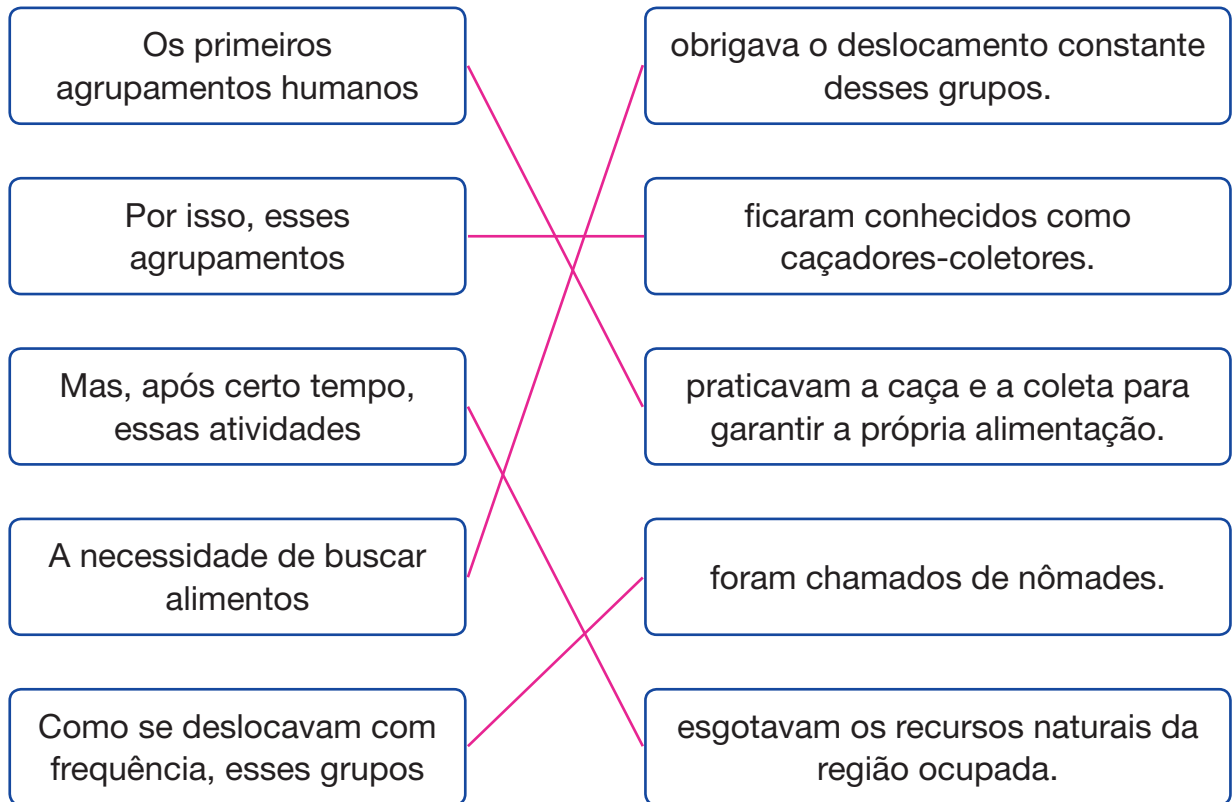 Os primeiros
agrupamentos humanos
obrigava o deslocamento constante
desses grupos.
Por isso, esses
agrupamentos
ficaram conhecidos como
caçadores-coletores.
Mas, após certo tempo,
essas atividades
praticavam a caça e a coleta para
garantir a própria alimentação.
A necessidade de buscar
alimentos
foram chamados de nômades.
Como se deslocavam com
frequência, esses grupos
esgotavam os recursos naturais da
região ocupada.